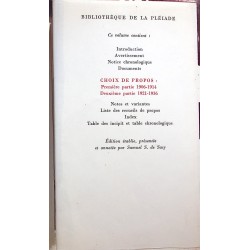 BIBLIOTHÈQUE DE LA PLÉIADE
Ce volume contient :
Introduction
Avertissement
Notice chronologique
Documents
CHOIX DE PROPOS :
Première partie 1906-1914
Deuxième partie 1921-1936
Notes et variantes
Liste des recueils de propos
Index
Table des incipit et table chronologique
Édition établie, présentée
et annotée par Samuel S. de Sacy